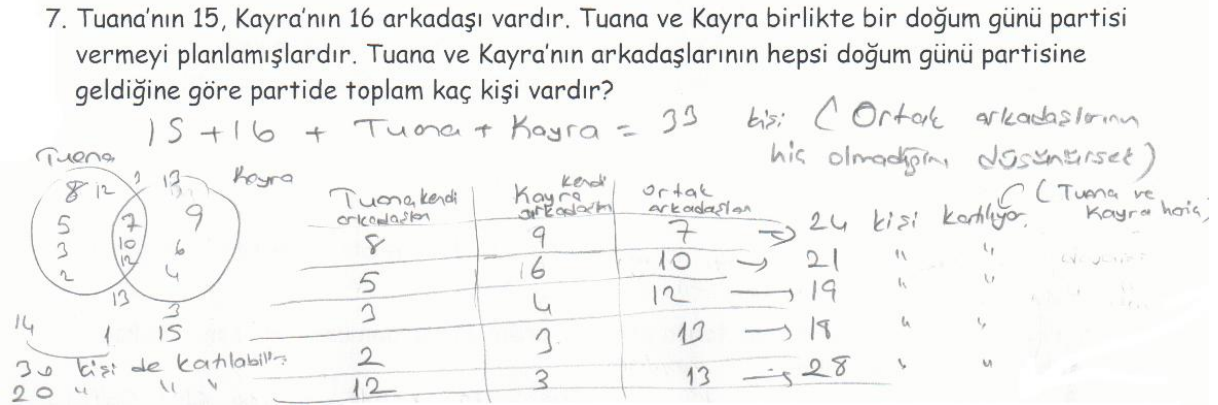 7. Tuana'nın 15, Kayra'nın 16 arkadaşı vardır. Tuana ve Kayra birlikte bir doğum günü partisi
vermeyi planlamışlardır. Tuana ve Kayra'nın arkadaşlarının hepsi doğum günü partisine
geldiğine göre partide toplam kaç kişi vardır?
15 + 16 + Tuana + Kayra = 33 kişi ( Ortak arkadaşlarının
hiç olmadığını düşünürsek )
Tuana Kayra
8 12 3 13
5 7 9
3 10 6
2 12 4
13 3
14 1 15
30 kişi de katılabilir
20 " " "
Tuana kendi arkadaşları Kayra kendi arkadaşları ortak arkadaşları
8 9 7 → 24 kişi katılıyor. ( Tuana ve Kayra hariç )
5 16 10 → 21 " "
3 4 12 → 19 " "
2 3 13 → 18 " "
12 3 13 → 28 " "